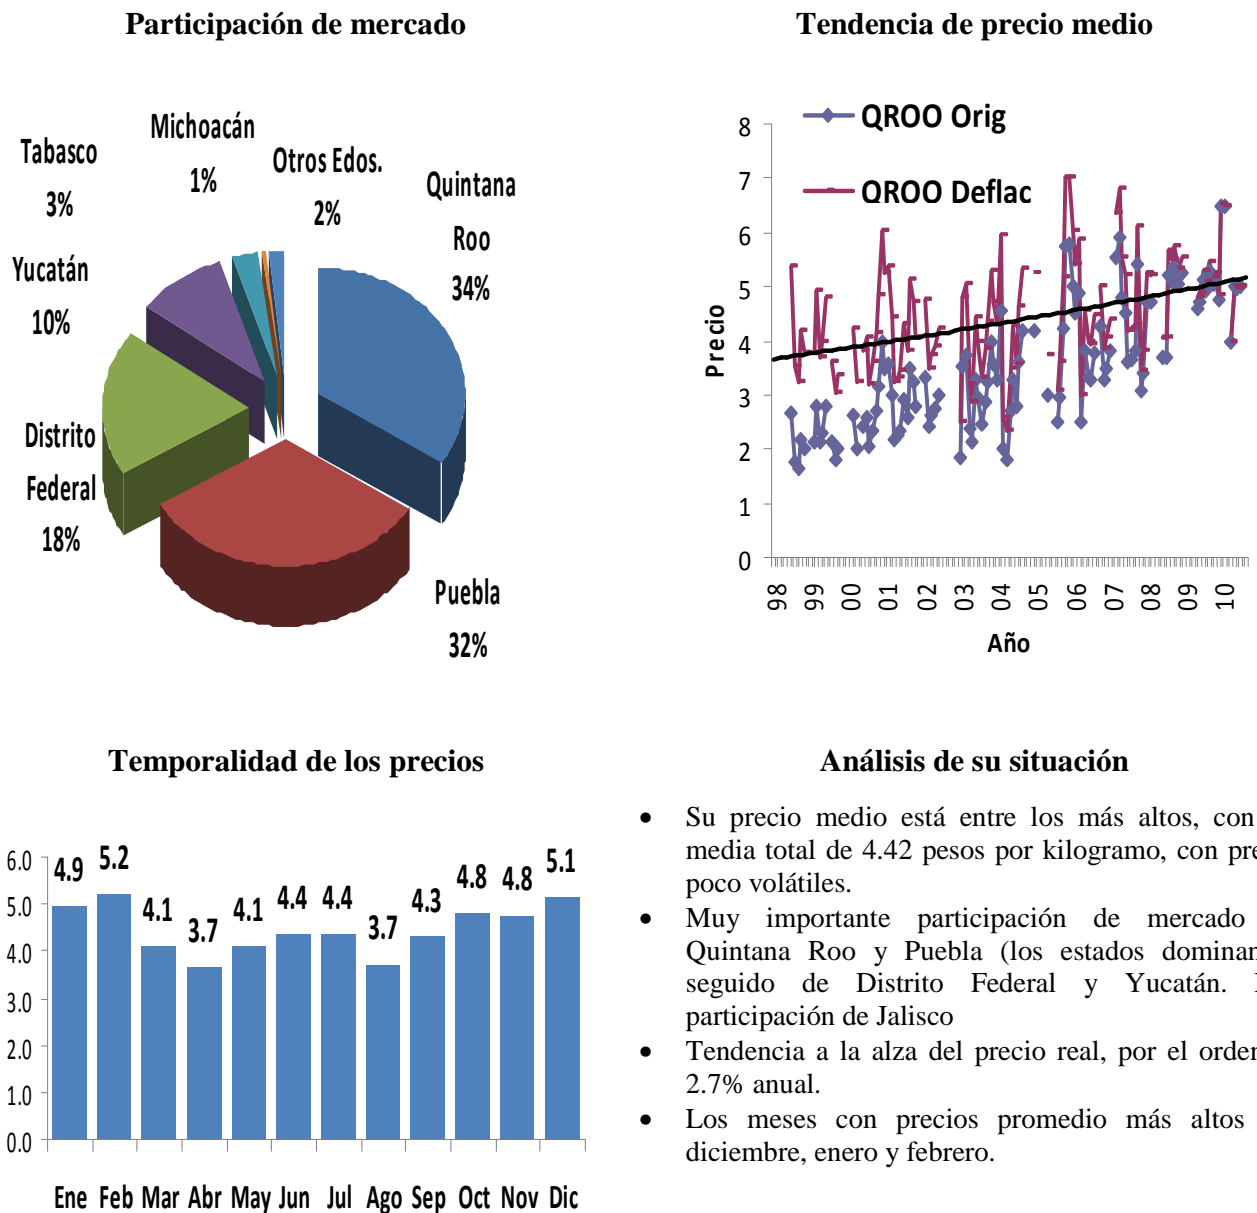 Participación de mercado
Tabasco
3%
Michoacán
1%
Otros Edos.
2%
Quintana
Roo
34%
Yucatán
10%
Distrito
Federal
18%
Puebla
32%
Tendencia de precio medio
QROO Orig
QROO Deflac
Precio
8
7
6
5
4
3
2
1
0
98 99 00 01 02 03 04 05 06 07 08 09 10
Año
Temporalidad de los precios
6.0
5.0
4.0
3.0
2.0
1.0
0.0
4.9 5.2 4.1 3.7 4.1 4.4 4.4 3.7 4.3 4.8 4.8 5.1
Ene Feb Mar Abr May Jun Jul Ago Sep Oct Nov Dic
Análisis de su situación
• Su precio medio está entre los más altos, con
media total de 4.42 pesos por kilogramo, con pre
poco volátiles.
• Muy importante participación de mercado
Quintana Roo y Puebla (los estados dominan
seguido de Distrito Federal y Yucatán.
participación de Jalisco
• Tendencia a la alza del precio real, por el orden
2.7% anual.
• Los meses con precios promedio más altos
diciembre, enero y febrero.